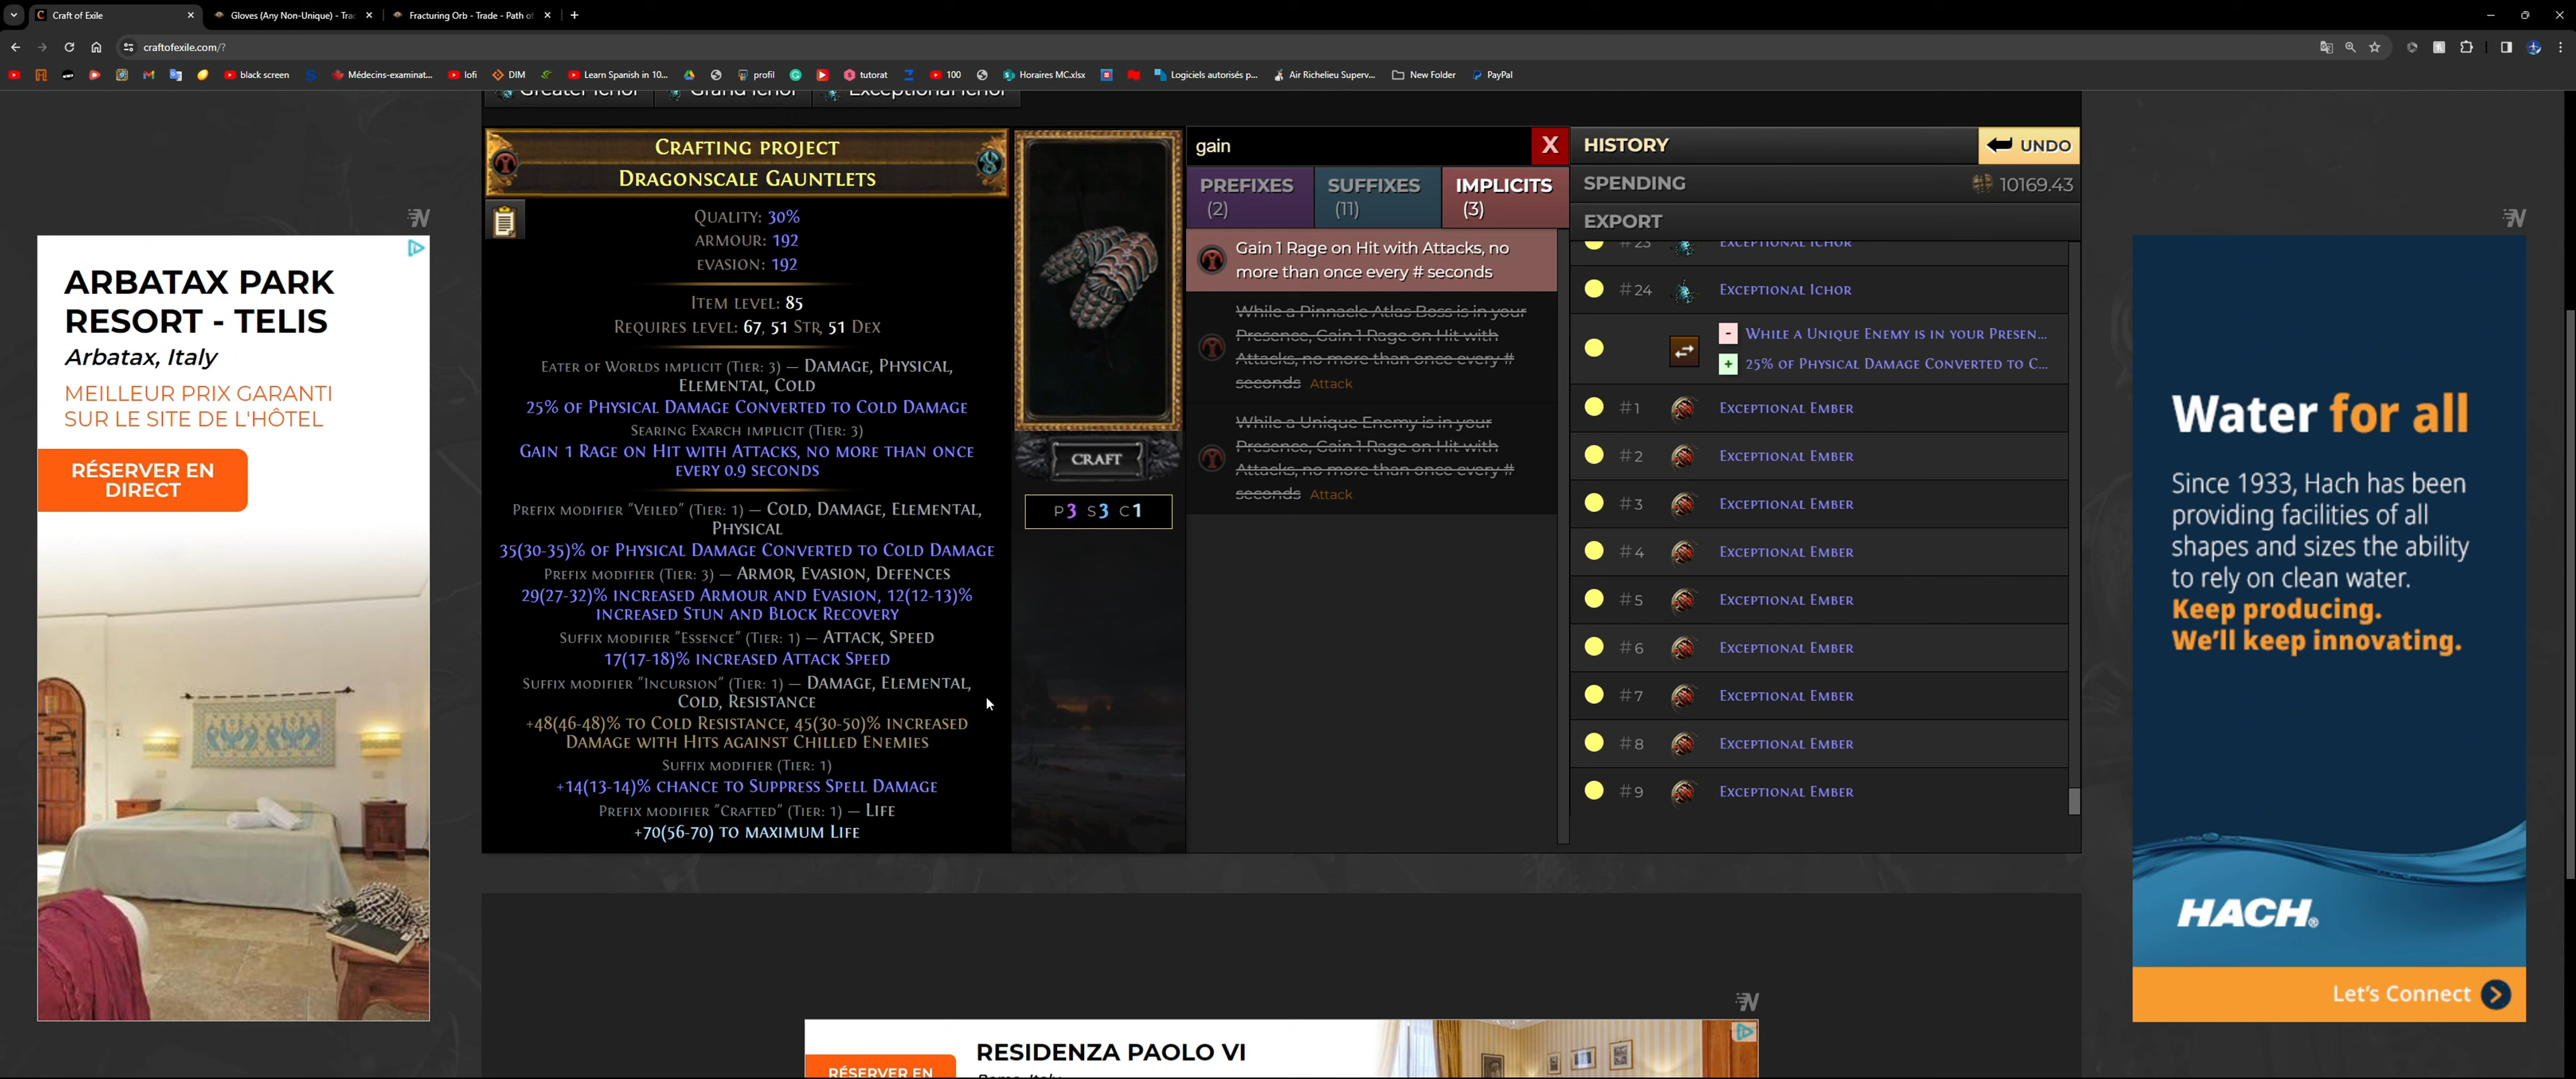 Craft of Exile
Gloves (Any Non-Unique) - Tra
Fracturing Orb - Trade - Path of
craftofexile.com/?
black screen
Médecins-examinat...
lofi
DIM
Learn Spanish in 10...
profil
tutorat
100
Horaires MC.xlsx
Logiciels autorisés p...
Air Richelieu Superv...
New Folder
PayPal
Greater Ichor
Grand Ichor
Exceptional Ichor
Crafting project
Dragonscale Gauntlets
Quality: 30%
Armour: 192
Evasion: 192
Item level: 85
Requires level: 67, 51 Str, 51 Dex
Eater of Worlds implicit (Tier: 3) — Damage, Physical,
Elemental, Cold
25% of Physical Damage Converted to Cold Damage
Searing Exarch implicit (Tier: 3)
Gain 1 Rage on Hit with Attacks, no more than once
every 0.9 seconds
Prefix modifier "Veiled" (Tier: 1) — Cold, Damage, Elemental,
Physical
35(30-35)% of Physical Damage Converted to Cold Damage
Prefix modifier (Tier: 3) — Armor, Evasion, Defences
29(27-32)% increased Armour and Evasion, 12(12-13)%
increased Stun and Block Recovery
Suffix modifier "Essence" (Tier: 1) — Attack, Speed
17(17-18)% increased Attack Speed
Suffix modifier "Incursion" (Tier: 1) — Damage, Elemental,
Cold, Resistance
+48(46-48)% to Cold Resistance, 45(30-50)% increased
Damage with Hits against Chilled Enemies
Suffix modifier (Tier: 1)
+14(13-14)% chance to Suppress Spell Damage
Prefix modifier "Crafted" (Tier: 1) — Life
+70(56-70) to maximum Life
CRAFT
P3 S3 C1
gain
X
PREFIXES
(2)
SUFFIXES
(11)
IMPLICITS
(3)
Gain 1 Rage on Hit with Attacks, no
more than once every # seconds
While a Pinnacle Atlas Boss is in your
Presence, Gain 1 Rage on Hit with
Attacks, no more than once every #
seconds Attack
While a Unique Enemy is in your
Presence, Gain 1 Rage on Hit with
Attacks, no more than once every #
seconds Attack
HISTORY
UNDO
SPENDING
10169.43
EXPORT
#23 Exceptional Ichor
#24 Exceptional Ichor
- While a Unique Enemy is in your Presen...
+ 25% of Physical Damage Converted to C...
#1 Exceptional Ember
#2 Exceptional Ember
#3 Exceptional Ember
#4 Exceptional Ember
#5 Exceptional Ember
#6 Exceptional Ember
#7 Exceptional Ember
#8 Exceptional Ember
#9 Exceptional Ember
ARBATAX PARK
RESORT - TELIS
Arbatax, Italy
MEILLEUR PRIX GARANTI
SUR LE SITE DE L'HÔTEL
RÉSERVER EN
DIRECT
Water for all
Since 1933, Hach has been
providing facilities of all
shapes and sizes the ability
to rely on clean water.
Keep producing.
We'll keep innovating.
HACH®
Let's Connect
RESIDENZA PAOLO VI
RÉSERVER EN